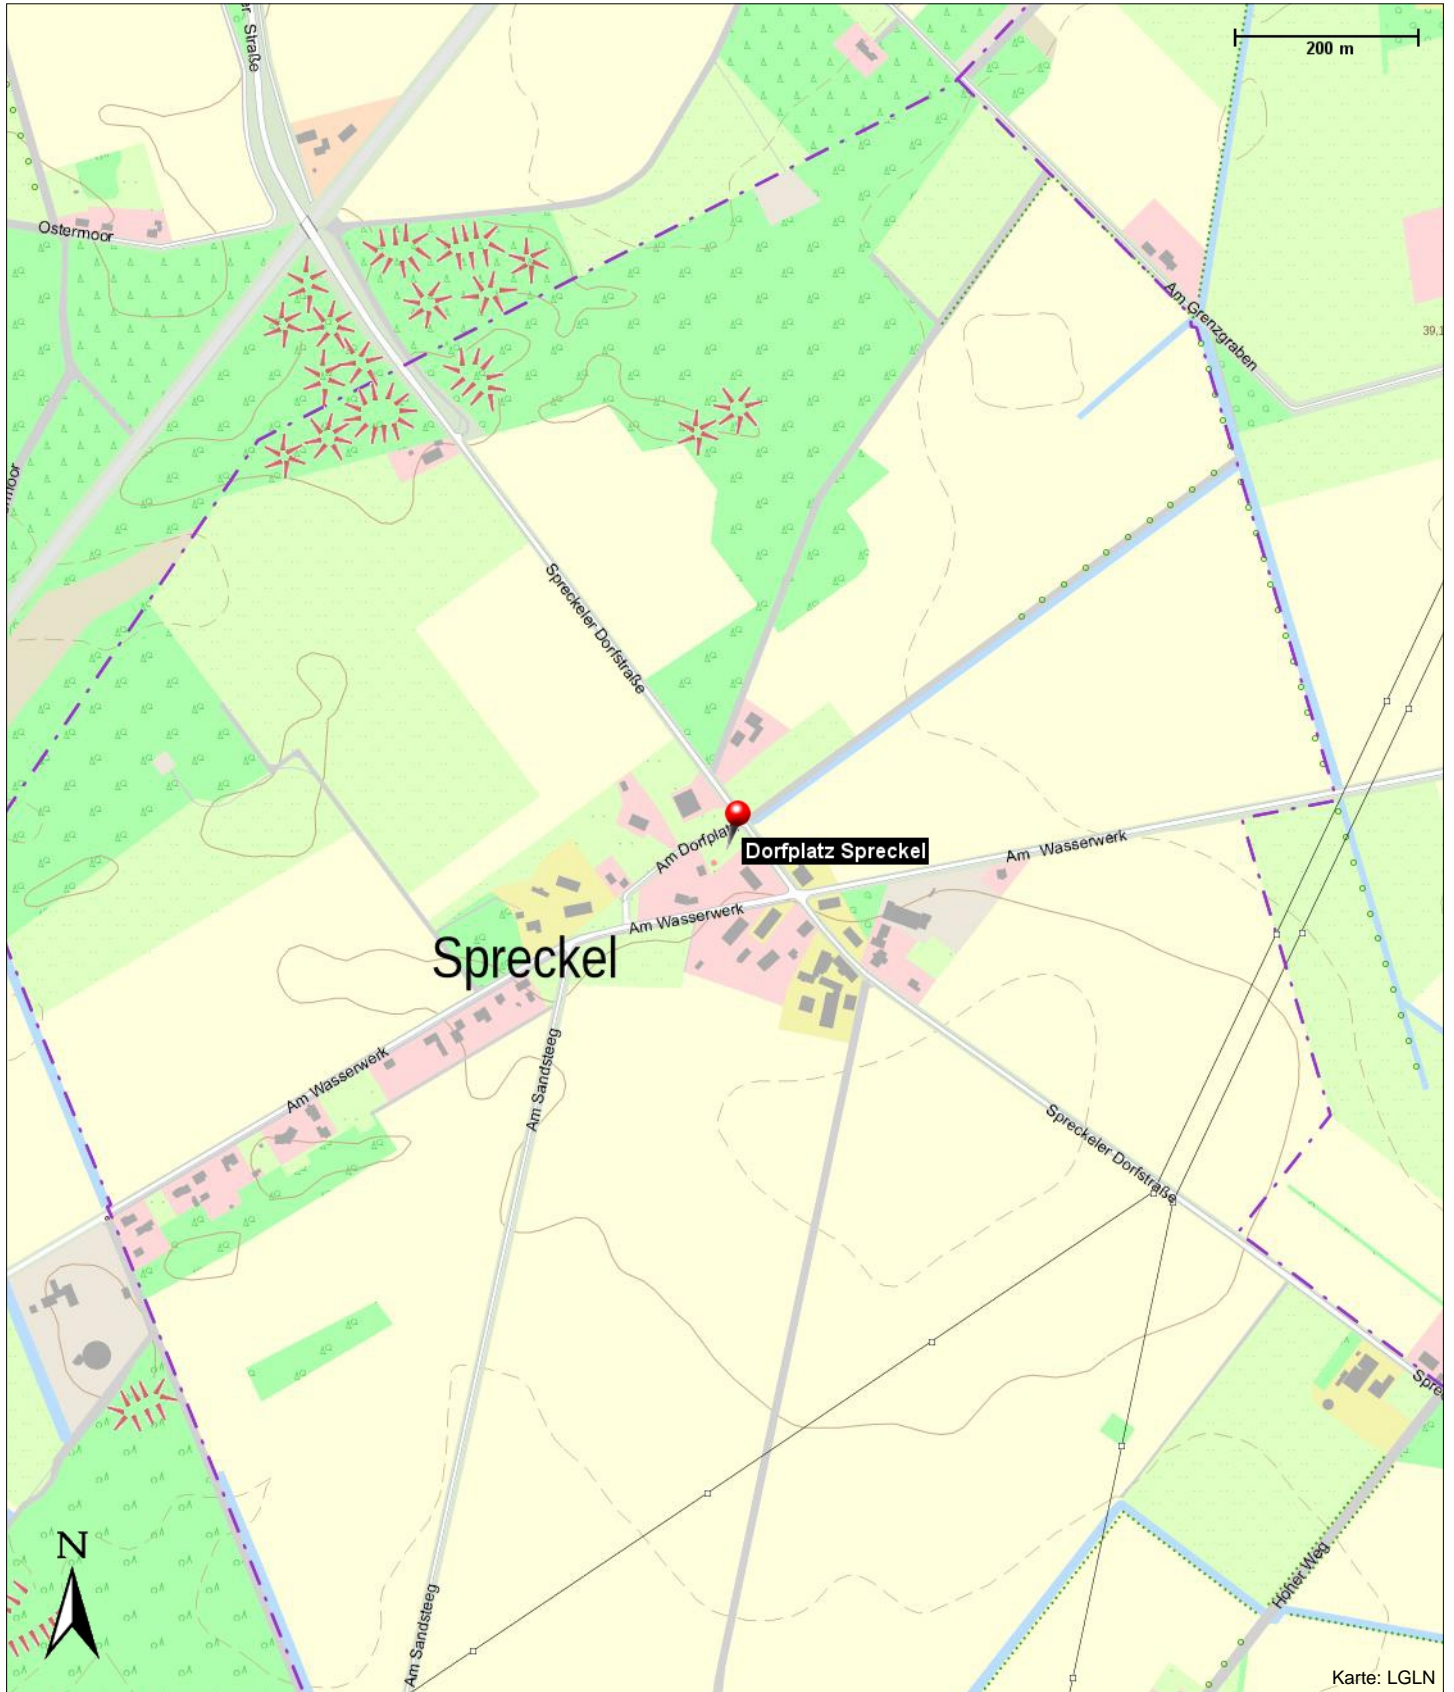 er Straße
200 m
Ostermoor
Am Grenzgraben
39,1
Spreckeler Dorfstraße
Am Dorfplatz
Dorfplatz Spreckel
Am Wasserwerk
Am Wasserwerk
Spreckel
Am Sandsteeg
Am Wasserwerk
Spreckeler Dorfstraße
Hoher Weg
N
Am Sandsteeg
Karte: LGLN